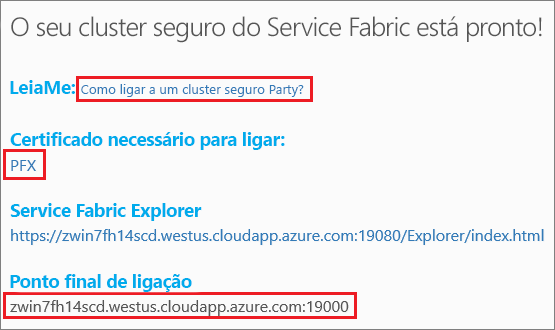 O seu cluster seguro do Service Fabric está pronto!
LeiaMe: Como ligar a um cluster seguro Party?
Certificado necessário para ligar:
PFX
Service Fabric Explorer
https://zwin7fh14scd.westus.cloudapp.azure.com:19080/Explorer/index.html
Ponto final de ligação
zwin7fh14scd.westus.cloudapp.azure.com:19000